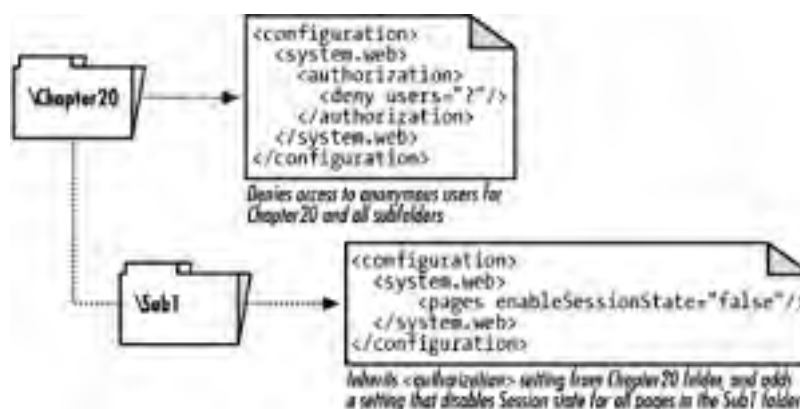 \Chapter20
<configuration>
<system.web>
<authorization>
<deny users="?"/>
</authorization>
</system.web>
</configuration>
Denies access to anonymous users for
Chapter20 and all subfolders
\Sub1
<configuration>
<system.web>
<pages enableSessionState="false"/>
</system.web>
</configuration>
Inherits <authorization> setting from Chapter20 folder, and adds
a setting that disables Session state for all pages in the Sub1 folder